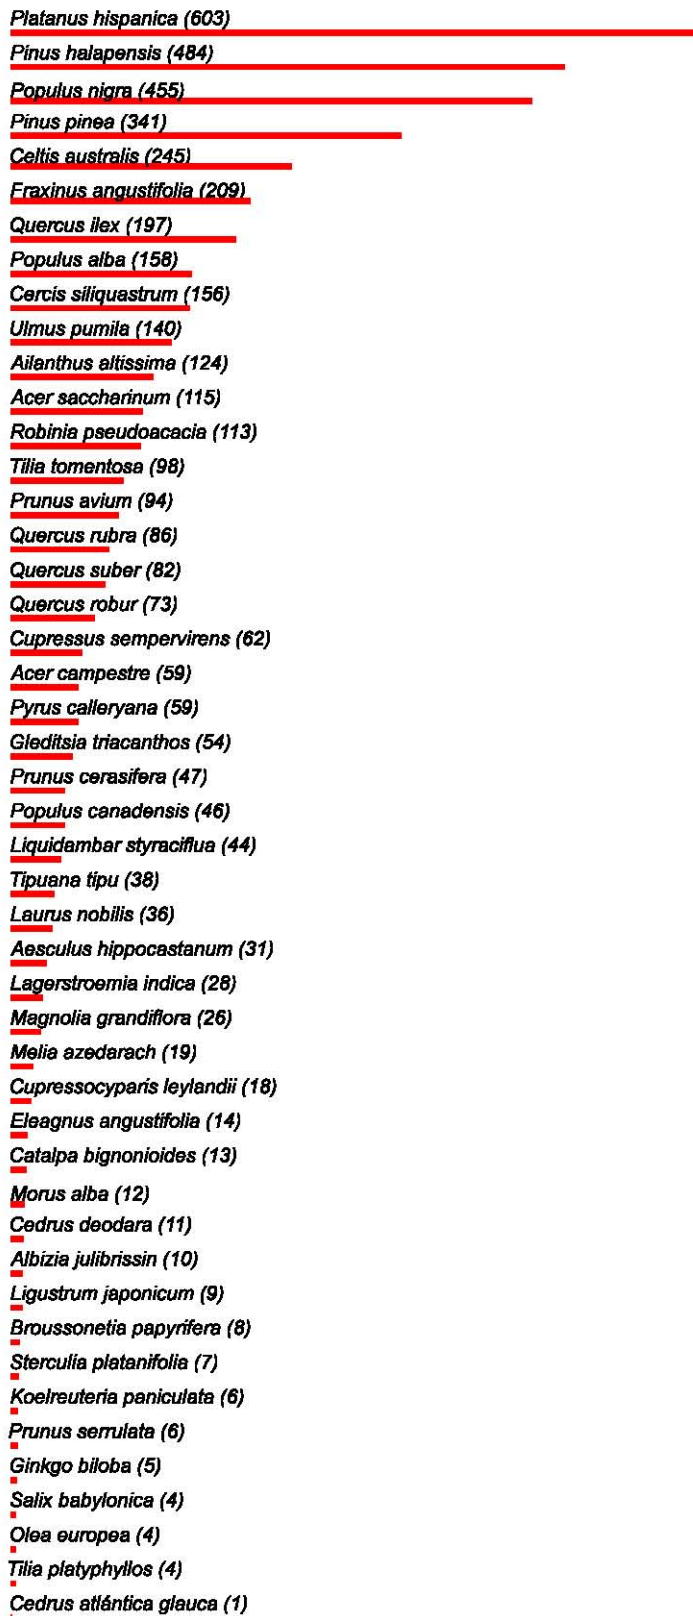 Platanus hispanica (603)
Pinus halapensis (484)
Populus nigra (455)
Pinus pinea (341)
Celtis australis (245)
Fraxinus angustifolia (209)
Quercus ilex (197)
Populus alba (158)
Cercis siliquastrum (156)
Ulmus pumila (140)
Ailanthus altissima (124)
Acer saccharinum (115)
Robinia pseudoacacia (113)
Tilia tomentosa (98)
Prunus avium (94)
Quercus rubra (86)
Quercus suber (82)
Quercus robur (73)
Cupressus sempervirens (62)
Acer campestre (59)
Pyrus calleryana (59)
Gleditsia triacanthos (54)
Prunus cerasifera (47)
Populus canadensis (46)
Liquidambar styraciflua (44)
Tipuana tipu (38)
Laurus nobilis (36)
Aesculus hippocastanum (31)
Lagerstroemia indica (28)
Magnolia grandiflora (26)
Melia azedarach (19)
Cupressocyparis leylandii (18)
Eleagnus angustifolia (14)
Catalpa bignonioides (13)
Morus alba (12)
Cedrus deodara (11)
Albizia julibrissin (10)
Ligustrum japonicum (9)
Broussonetia papyrifera (8)
Sterculia platanifolia (7)
Koelreuteria paniculata (6)
Prunus serrulata (6)
Ginkgo biloba (5)
Salix babylonica (4)
Olea europea (4)
Tilia platyphyllos (4)
Cedrus atlántica glauca (1)